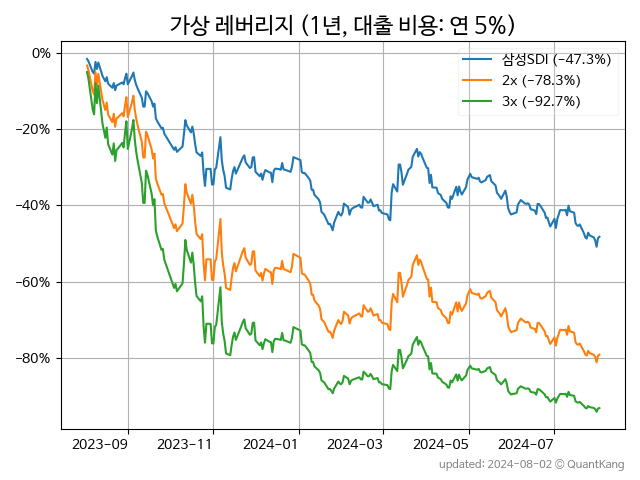 가상 레버리지 (1년, 대출 비용: 연 5%)
삼성SDI (−47.3%)
2x (−78.3%)
3x (−92.7%)
0%
−20%
−40%
−60%
−80%
2023-09 2023-11 2024-01 2024-03 2024-05 2024-07
updated: 2024-08-02 © QuantKang